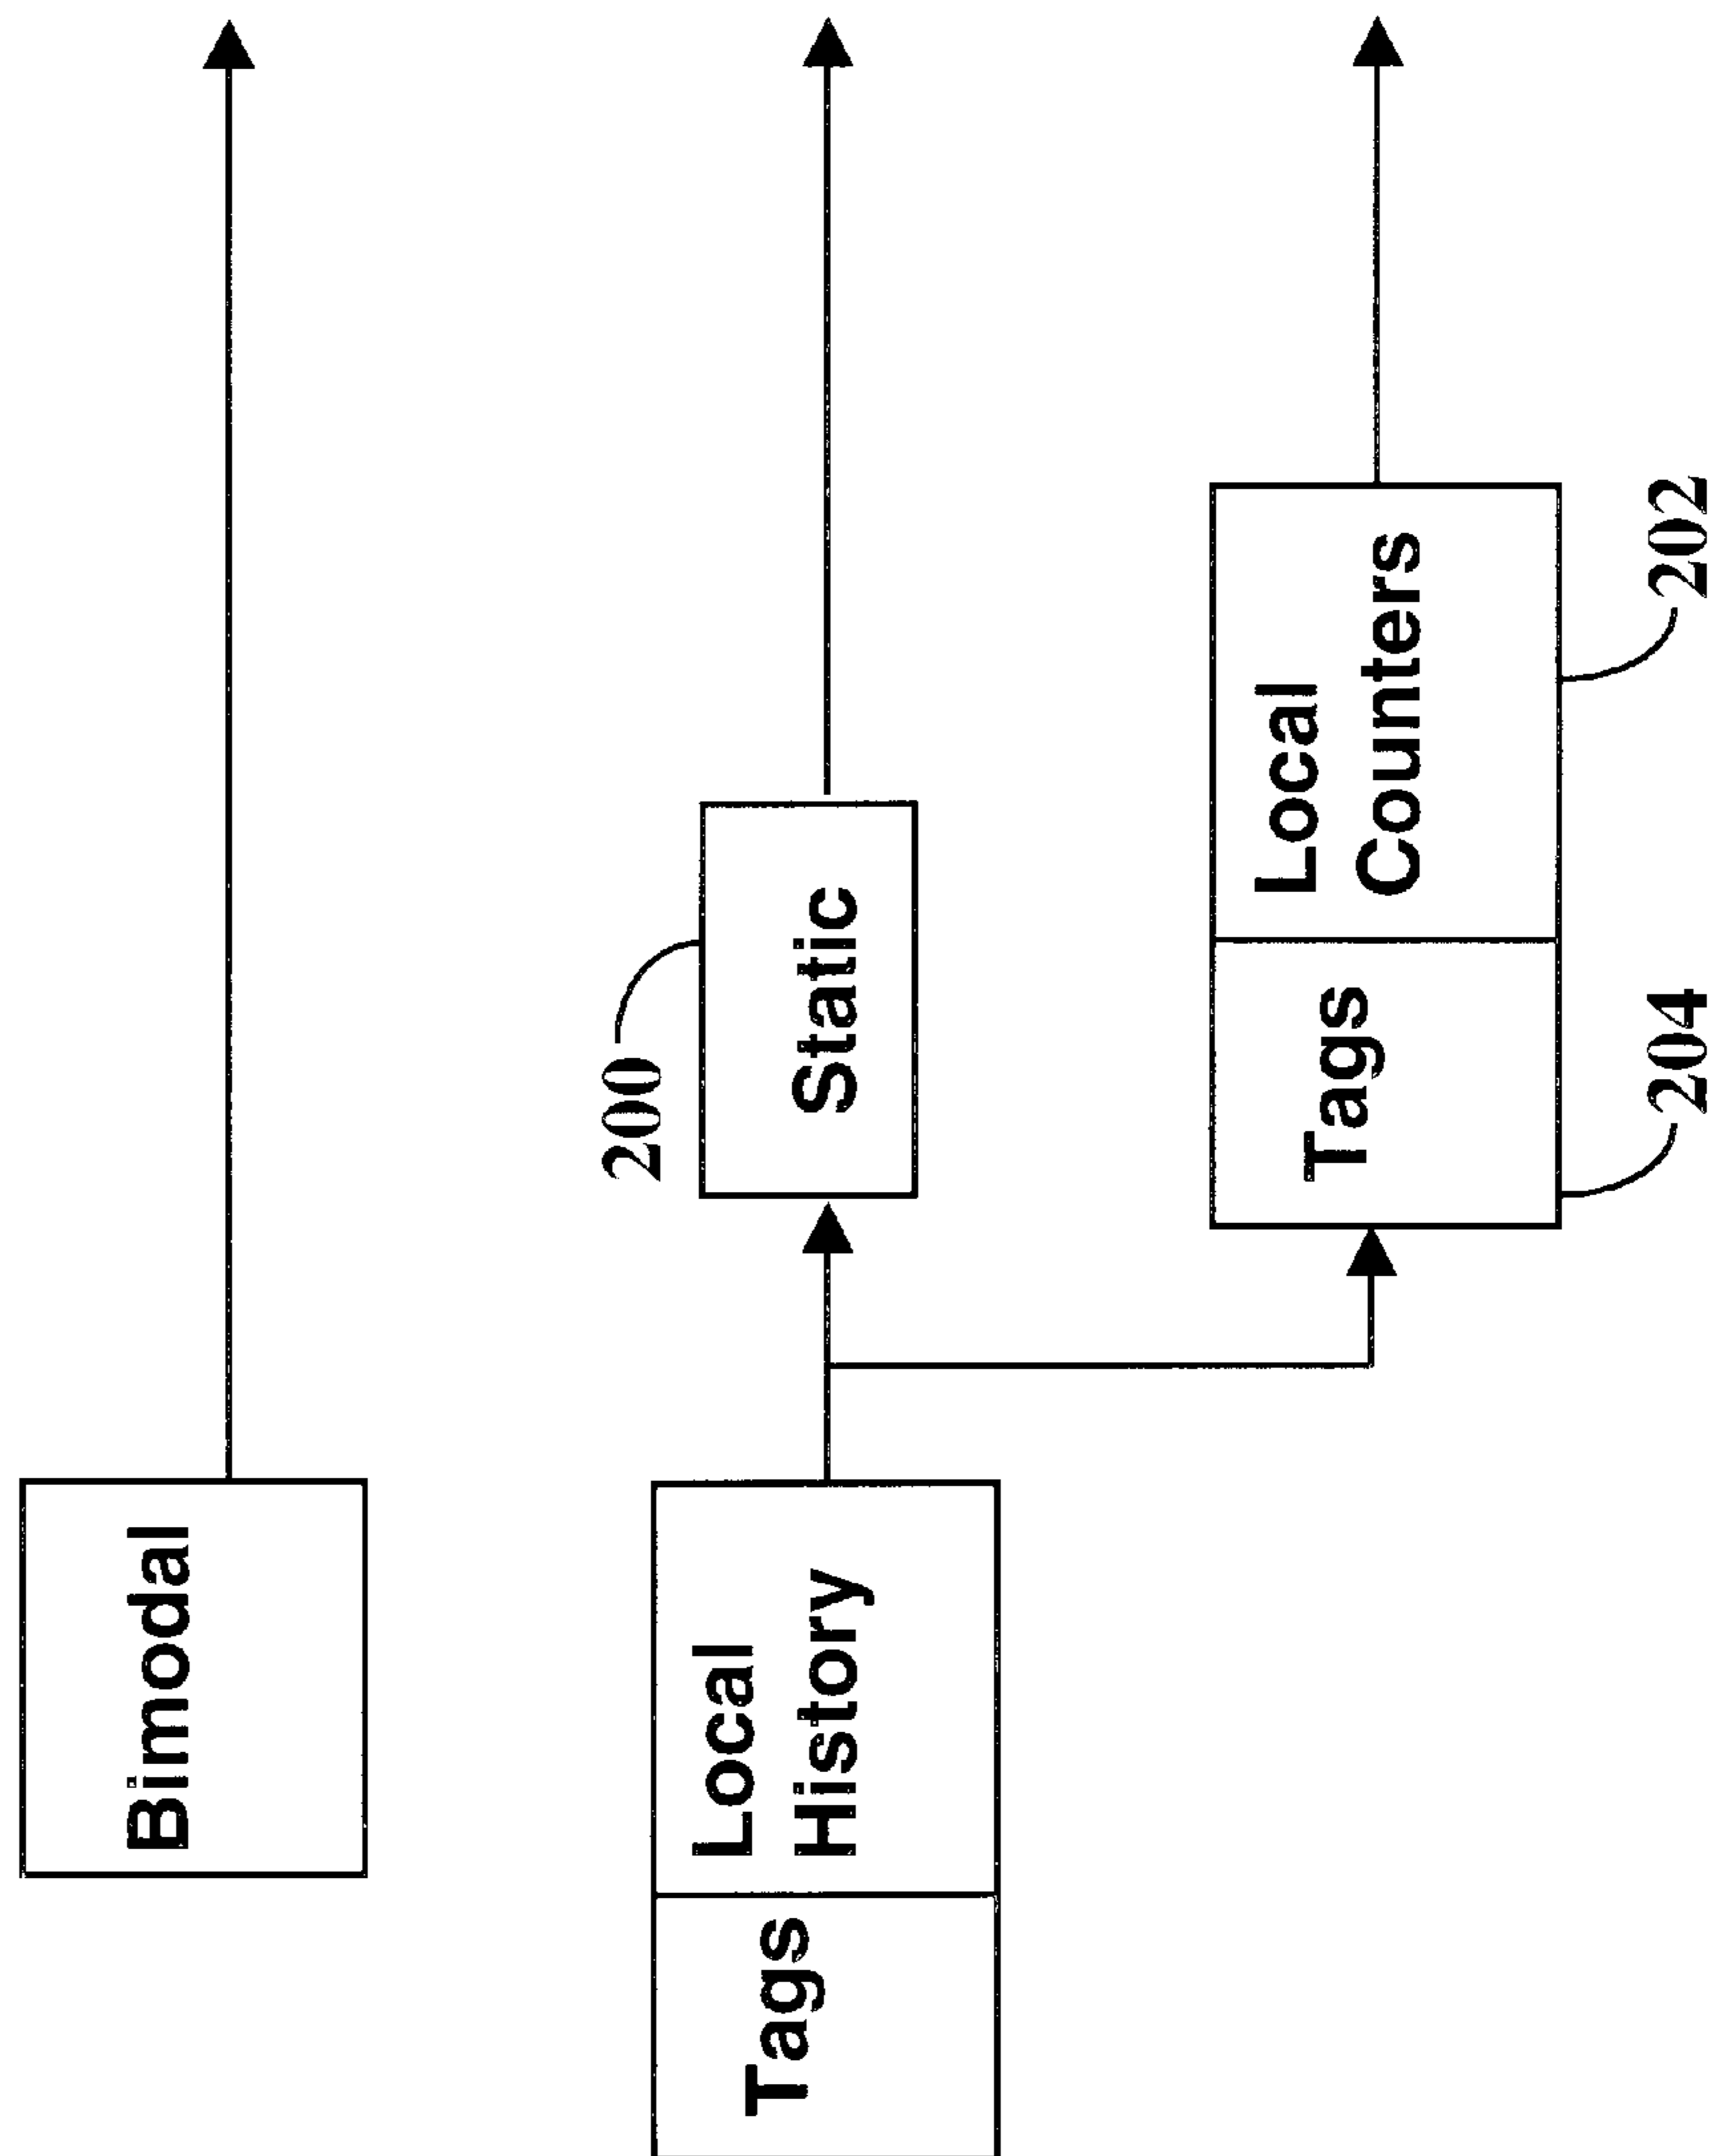 Bimodal
Tags
Local
History
200
Static
Tags
Local
Counters
204
202